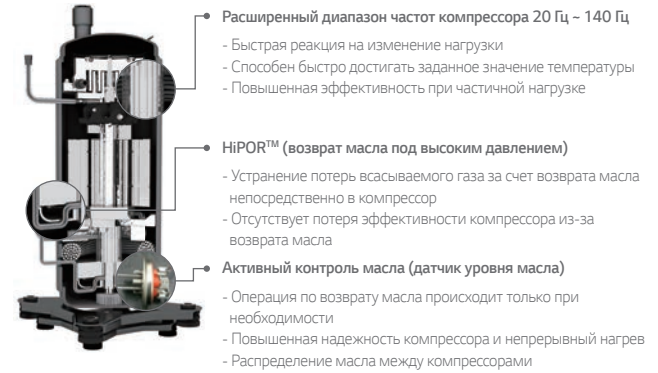 Расширенный диапазон частот компрессора 20 Гц ~ 140 Гц
- Быстрая реакция на изменение нагрузки
- Способен быстро достигать заданное значение температуры
- Повышенная эффективность при частичной нагрузке
HiPOR™ (возврат масла под высоким давлением)
- Устранение потерь всасываемого газа за счет возврата масла
непосредственно в компрессор
- Отсутствует потеря эффективности компрессора из-за
возврата масла
Активный контроль масла (датчик уровня масла)
- Операция по возврату масла происходит только при
необходимости
- Повышенная надежность компрессора и непрерывный нагрев
- Распределение масла между компрессорами